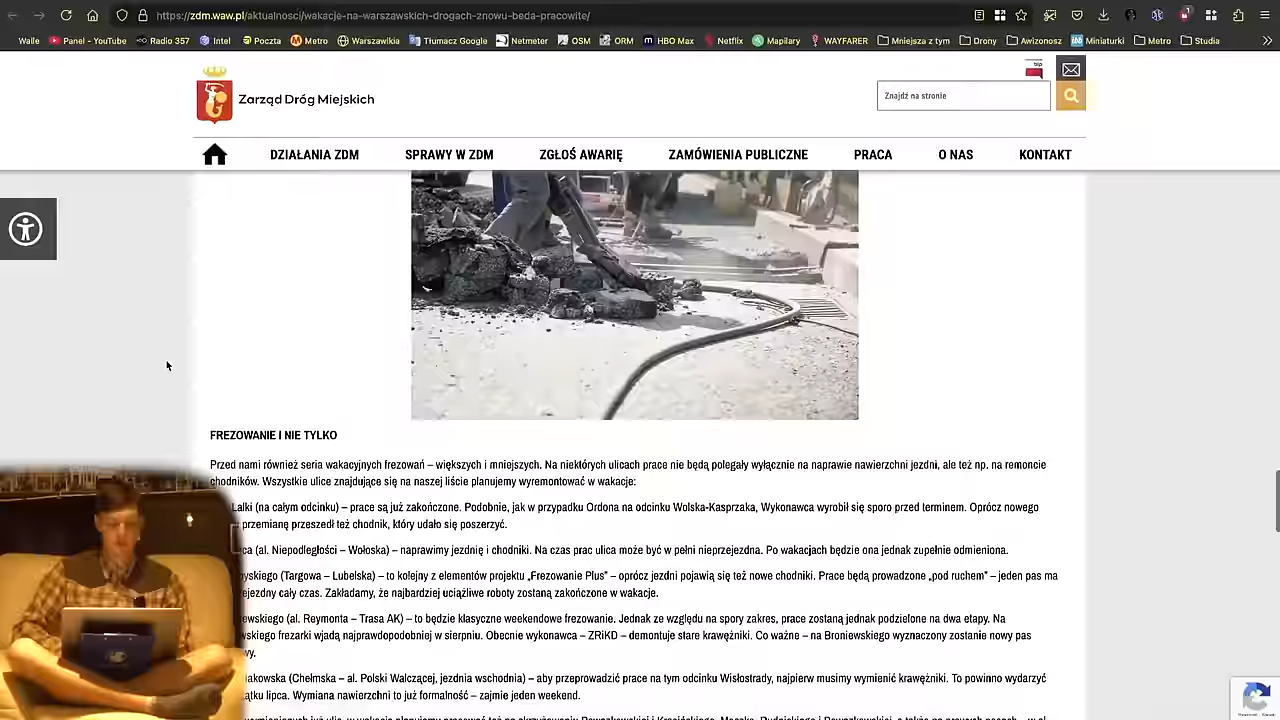 https://zdm.waw.pl/aktualnosci/wakacje-na-warszawskich-drogach-znowu-beda-pracowite/
Walle Panel - YouTube Radio 357 Intel Poczta Metro Warszawikia Tłumacz Google Netmeter OSM ORM HBO Max Netflix Mapilary WAYFARER Mniejsza z tym Drony Awizonosz Miniaturki Metro Studia
bip
Zarząd Dróg Miejskich
Znajdź na stronie
DZIAŁANIA ZDM SPRAWY W ZDM ZGŁOŚ AWARIĘ ZAMÓWIENIA PUBLICZNE PRACA O NAS KONTAKT
FREZOWANIE I NIE TYLKO
Przed nami również seria wakacyjnych frezowań – większych i mniejszych. Na niektórych ulicach prace nie będą polegały wyłącznie na naprawie nawierzchni jezdni, ale też np. na remoncie
chodników. Wszystkie ulice znajdujące się na naszej liście planujemy wyremontować w wakacje:
Lalki (na całym odcinku) – prace są już zakończone. Podobnie, jak w przypadku Ordona na odcinku Wolska-Kasprzaka, Wykonawca wyrobił się sporo przed terminem. Oprócz nowego
przemianę przeszedł też chodnik, który udało się poszerzyć.
(al. Niepodległości – Wołoska) – naprawimy jezdnię i chodniki. Na czas prac ulica może być w pełni nieprzejezdna. Po wakacjach będzie ona jednak zupełnie odmieniona.
(Targowa – Lubelska) – to kolejny z elementów projektu „Frezowanie Plus” – oprócz jezdni pojawią się też nowe chodniki. Prace będą prowadzone „pod ruchem” – jeden pas ma
cały czas. Zakładamy, że najbardziej uciążliwe roboty zostaną zakończone w wakacje.
(al. Reymonta – Trasa AK) – to będzie klasyczne weekendowe frezowanie. Jednak ze względu na spory zakres, prace zostaną jednak podzielone na dwa etapy. Na
frezarki wjadą najprawdopodobniej w sierpniu. Obecnie wykonawca – ZRiKD – demontuje stare krawężniki. Co ważne – na Broniewskiego wyznaczony zostanie nowy pas
(Chełmska – al. Polski Walczącej, jezdnia wschodnia) – aby przeprowadzić prace na tym odcinku Wisłostrady, najpierw musimy wymienić krawężniki. To powinno wydarzyć
lipca. Wymiana nawierzchni to już formalność – zajmie jeden weekend.